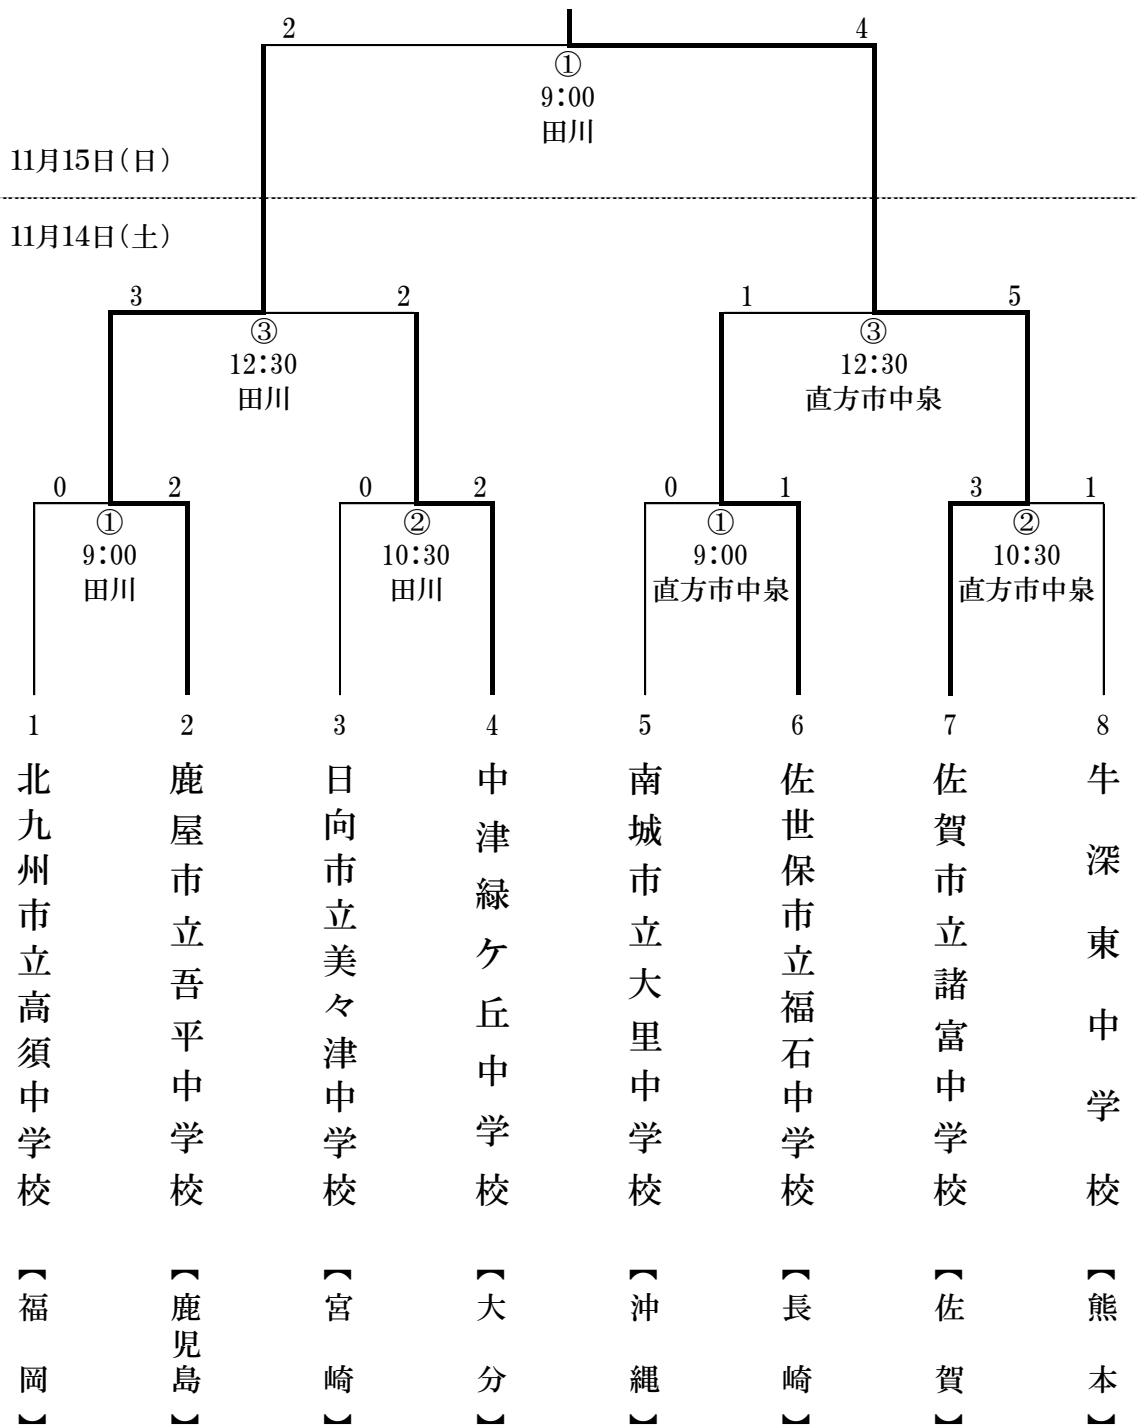 2 4
①
9:00
田川
11月15日(日)
11月14日(土)
3 2 1 5
③ ③
12:30 12:30
田川 直方市中泉
0 2 0 2 0 1 3 1
① ② ① ②
9:00 10:30 9:00 10:30
田川 田川 直方市中泉 直方市中泉
1 2 3 4 5 6 7 8
北九州市立高須中学校【福岡】
鹿屋市立吾平中学校【鹿児島】
日向市立美々津中学校【宮崎】
中津緑ケ丘中学校【大分】
南城市立大里中学校【沖縄】
佐世保市立福石中学校【長崎】
佐賀市立諸富中学校【佐賀】
牛深東中学校【熊本】